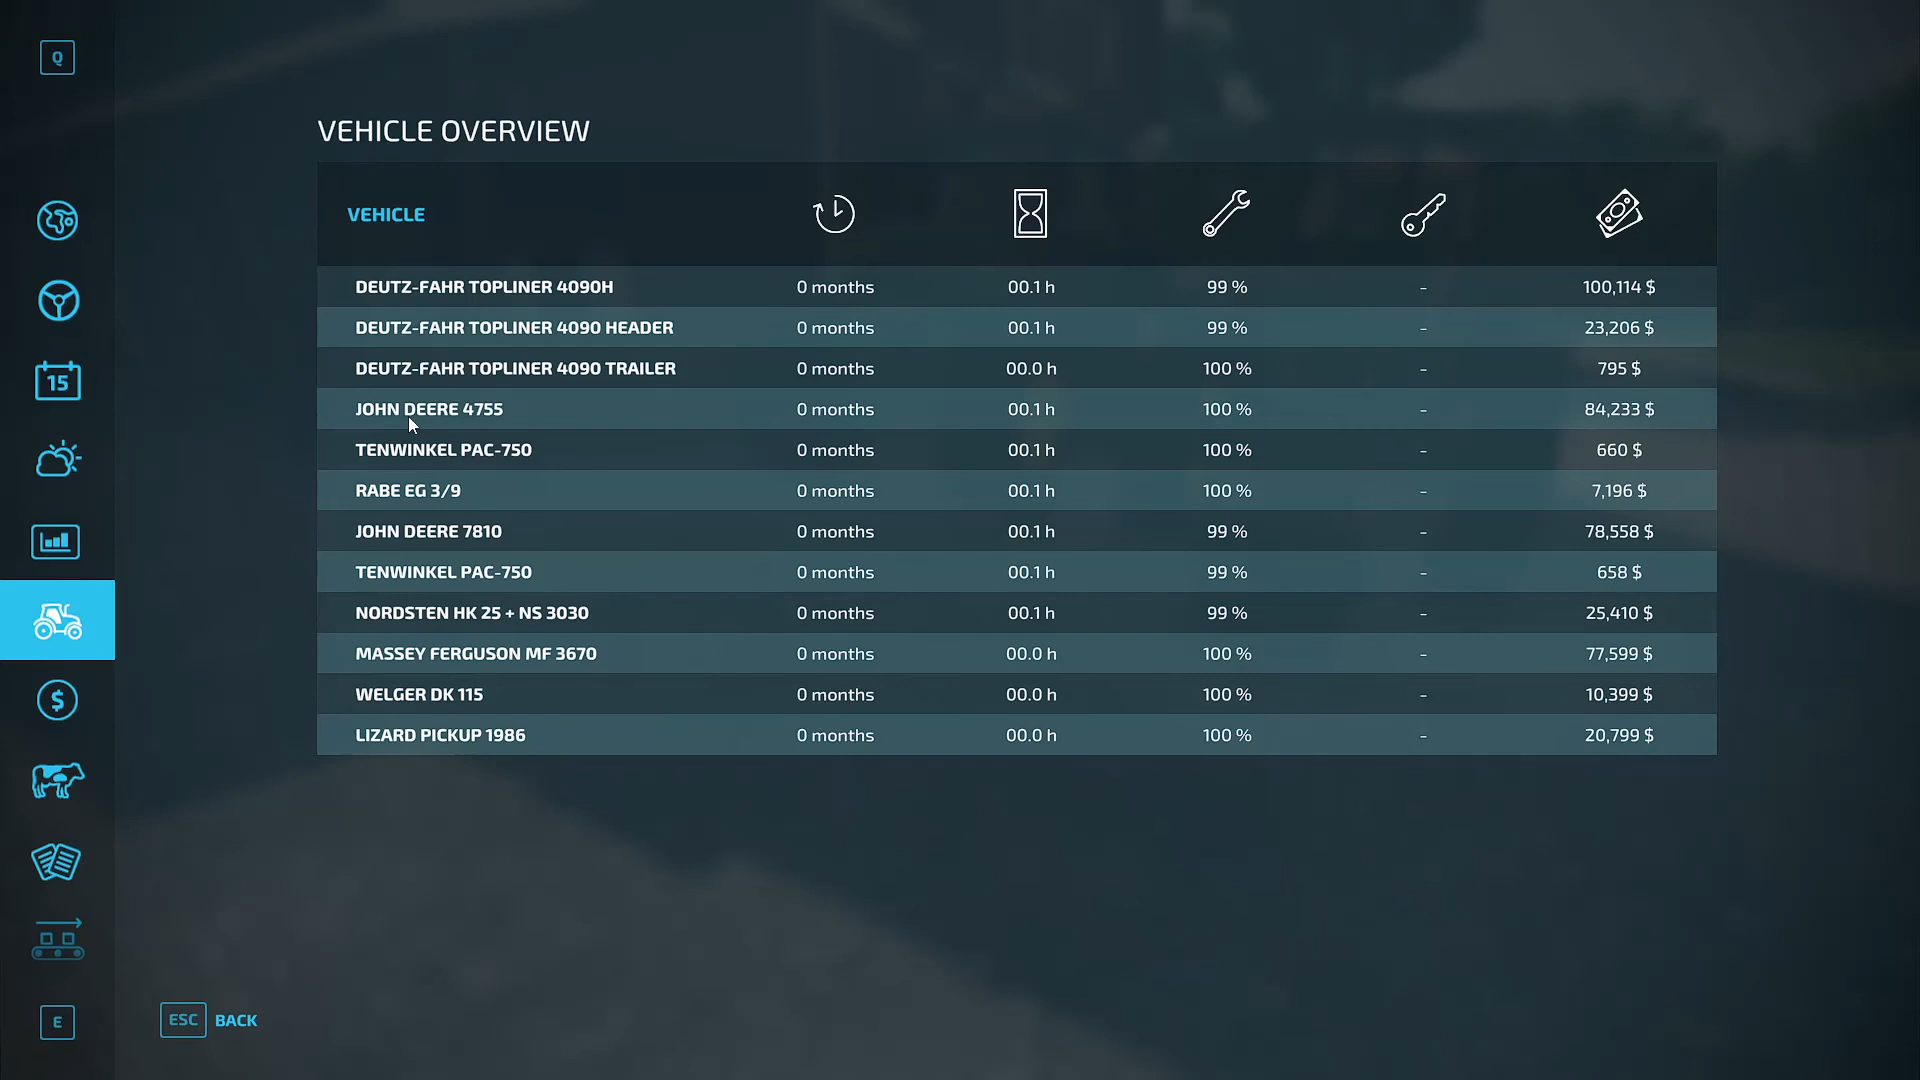 Q
VEHICLE OVERVIEW
VEHICLE
DEUTZ-FAHR TOPLINER 4090H 0 months 00.1 h 99 % - 100,114 $
DEUTZ-FAHR TOPLINER 4090 HEADER 0 months 00.1 h 99 % - 23,206 $
DEUTZ-FAHR TOPLINER 4090 TRAILER 0 months 00.0 h 100 % - 795 $
JOHN DEERE 4755 0 months 00.1 h 100 % - 84,233 $
TENWINKEL PAC-750 0 months 00.1 h 100 % - 660 $
RABE EG 3/9 0 months 00.1 h 100 % - 7,196 $
JOHN DEERE 7810 0 months 00.1 h 99 % - 78,558 $
TENWINKEL PAC-750 0 months 00.1 h 99 % - 658 $
NORDSTEN HK 25 + NS 3030 0 months 00.1 h 99 % - 25,410 $
MASSEY FERGUSON MF 3670 0 months 00.0 h 100 % - 77,599 $
WELGER DK 115 0 months 00.0 h 100 % - 10,399 $
LIZARD PICKUP 1986 0 months 00.0 h 100 % - 20,799 $
15
$
E
ESC BACK